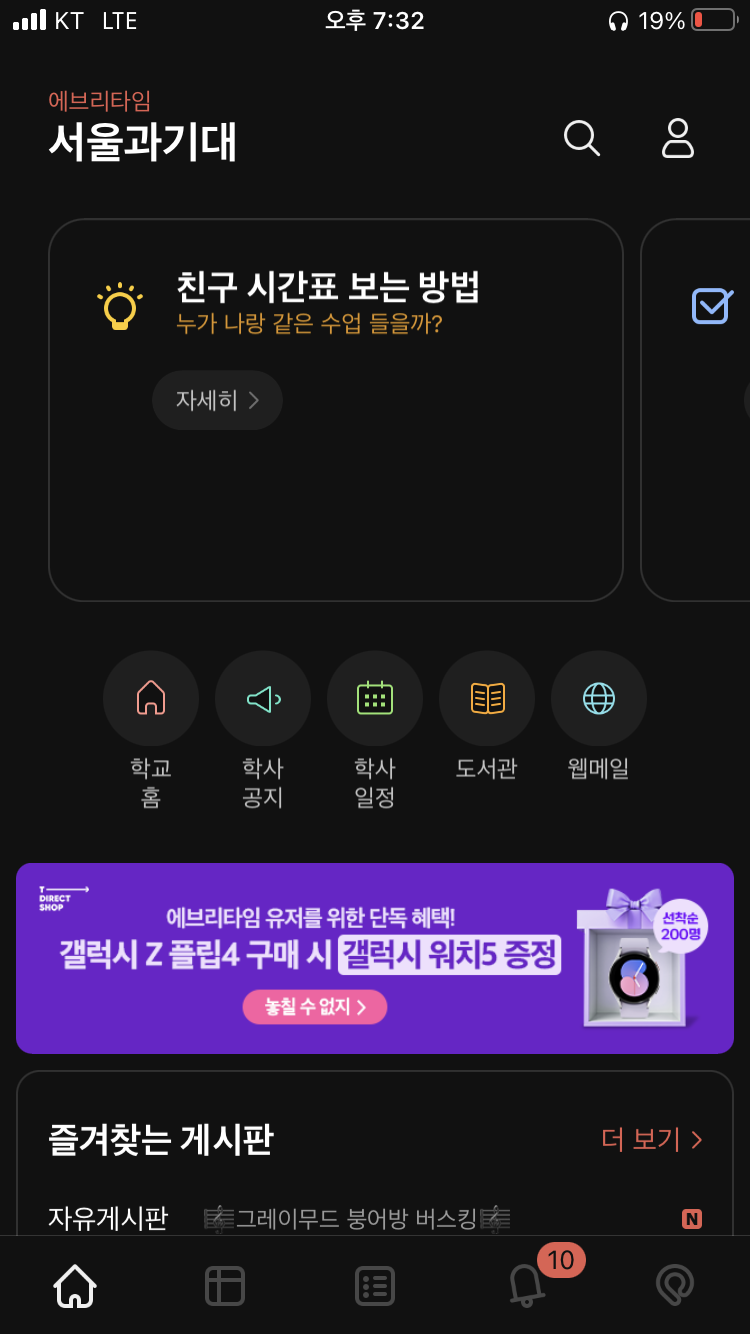 KT LTE
오후 7:32
19%
에브리타임
서울과기대
친구 시간표 보는 방법
누가 나랑 같은 수업 들을까?
자세히
학교
홈
학사
공지
학사
일정
도서관
웹메일
T
DIRECT
SHOP
에브리타임 유저를 위한 단독 혜택!
갤럭시 Z 플립4 구매 시 갤럭시 워치5 증정
선착순
200명
놓칠 수 없지 >
즐겨찾는 게시판
더 보기
자유게시판 🎼그레이무드 붕어방 버스킹🎼 N
10